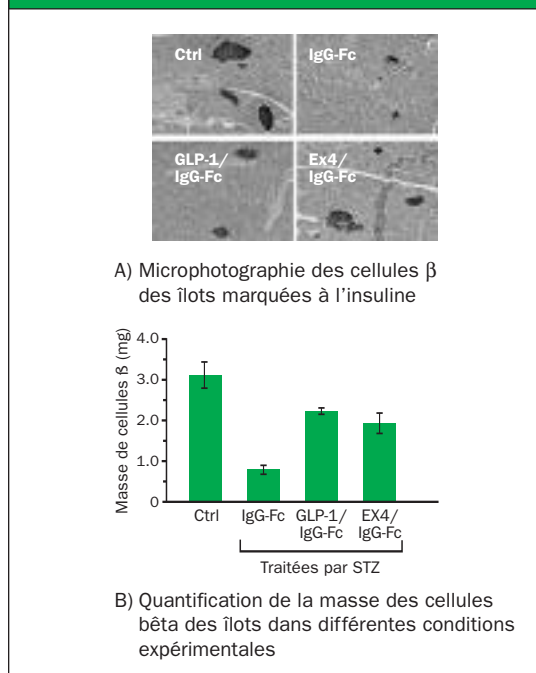 Ctrl
IgG-Fc
GLP-1/
IgG-Fc
Ex4/
IgG-Fc
A) Microphotographie des cellules β
des îlots marquées à l'insuline
Masse de cellules ß (mg)
4.0
3.0
2.0
1.0
0
Ctrl
IgG-Fc
GLP-1/
IgG-Fc
EX4/
IgG-Fc
Traitées par STZ
B) Quantification de la masse des cellules
bêta des îlots dans différentes conditions
expérimentales